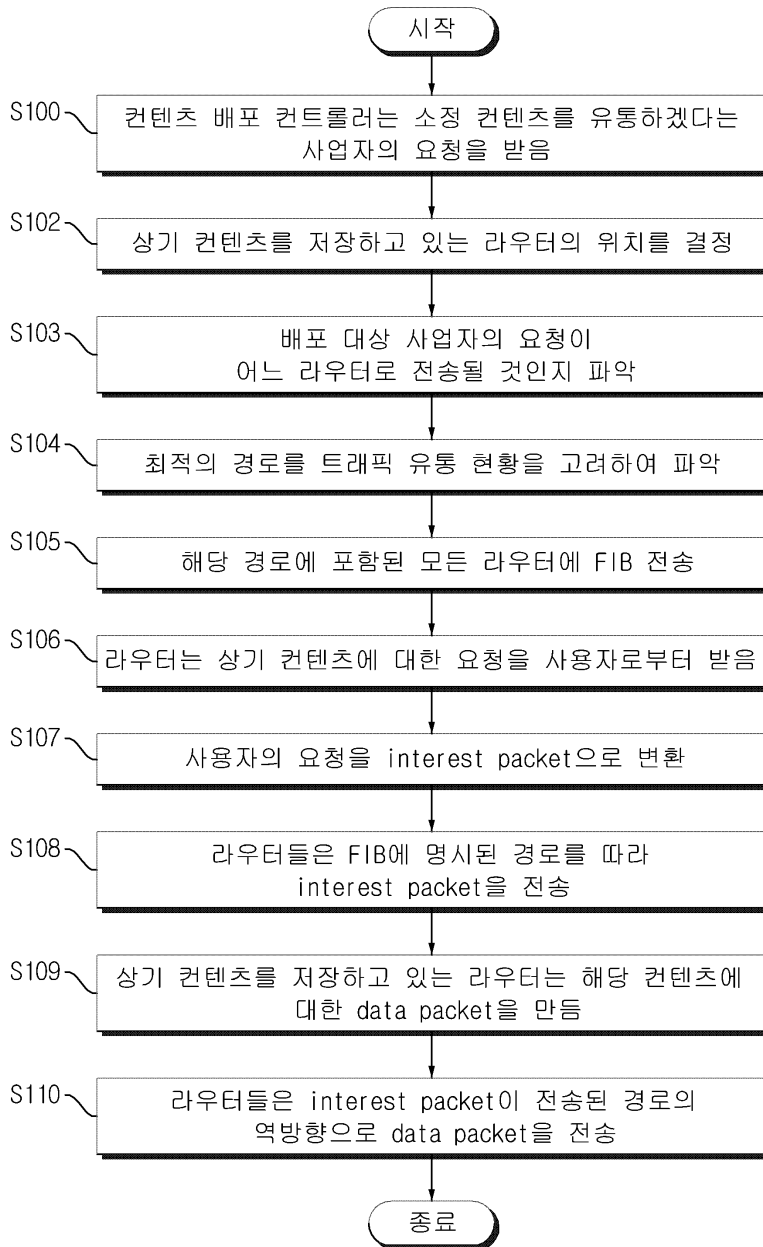 시작
S100
컨텐츠 배포 컨트롤러는 소정 컨텐츠를 유통하겠다는
사업자의 요청을 받음
S102
상기 컨텐츠를 저장하고 있는 라우터의 위치를 결정
S103
배포 대상 사업자의 요청이
어느 라우터로 전송될 것인지 파악
S104
최적의 경로를 트래픽 유통 현황을 고려하여 파악
S105
해당 경로에 포함된 모든 라우터에 FIB 전송
S106
라우터는 상기 컨텐츠에 대한 요청을 사용자로부터 받음
S107
사용자의 요청을 interest packet으로 변환
S108
라우터들은 FIB에 명시된 경로를 따라
interest packet을 전송
S109
상기 컨텐츠를 저장하고 있는 라우터는 해당 컨텐츠에
대한 data packet을 만듬
S110
라우터들은 interest packet이 전송된 경로의
역방향으로 data packet을 전송
종료